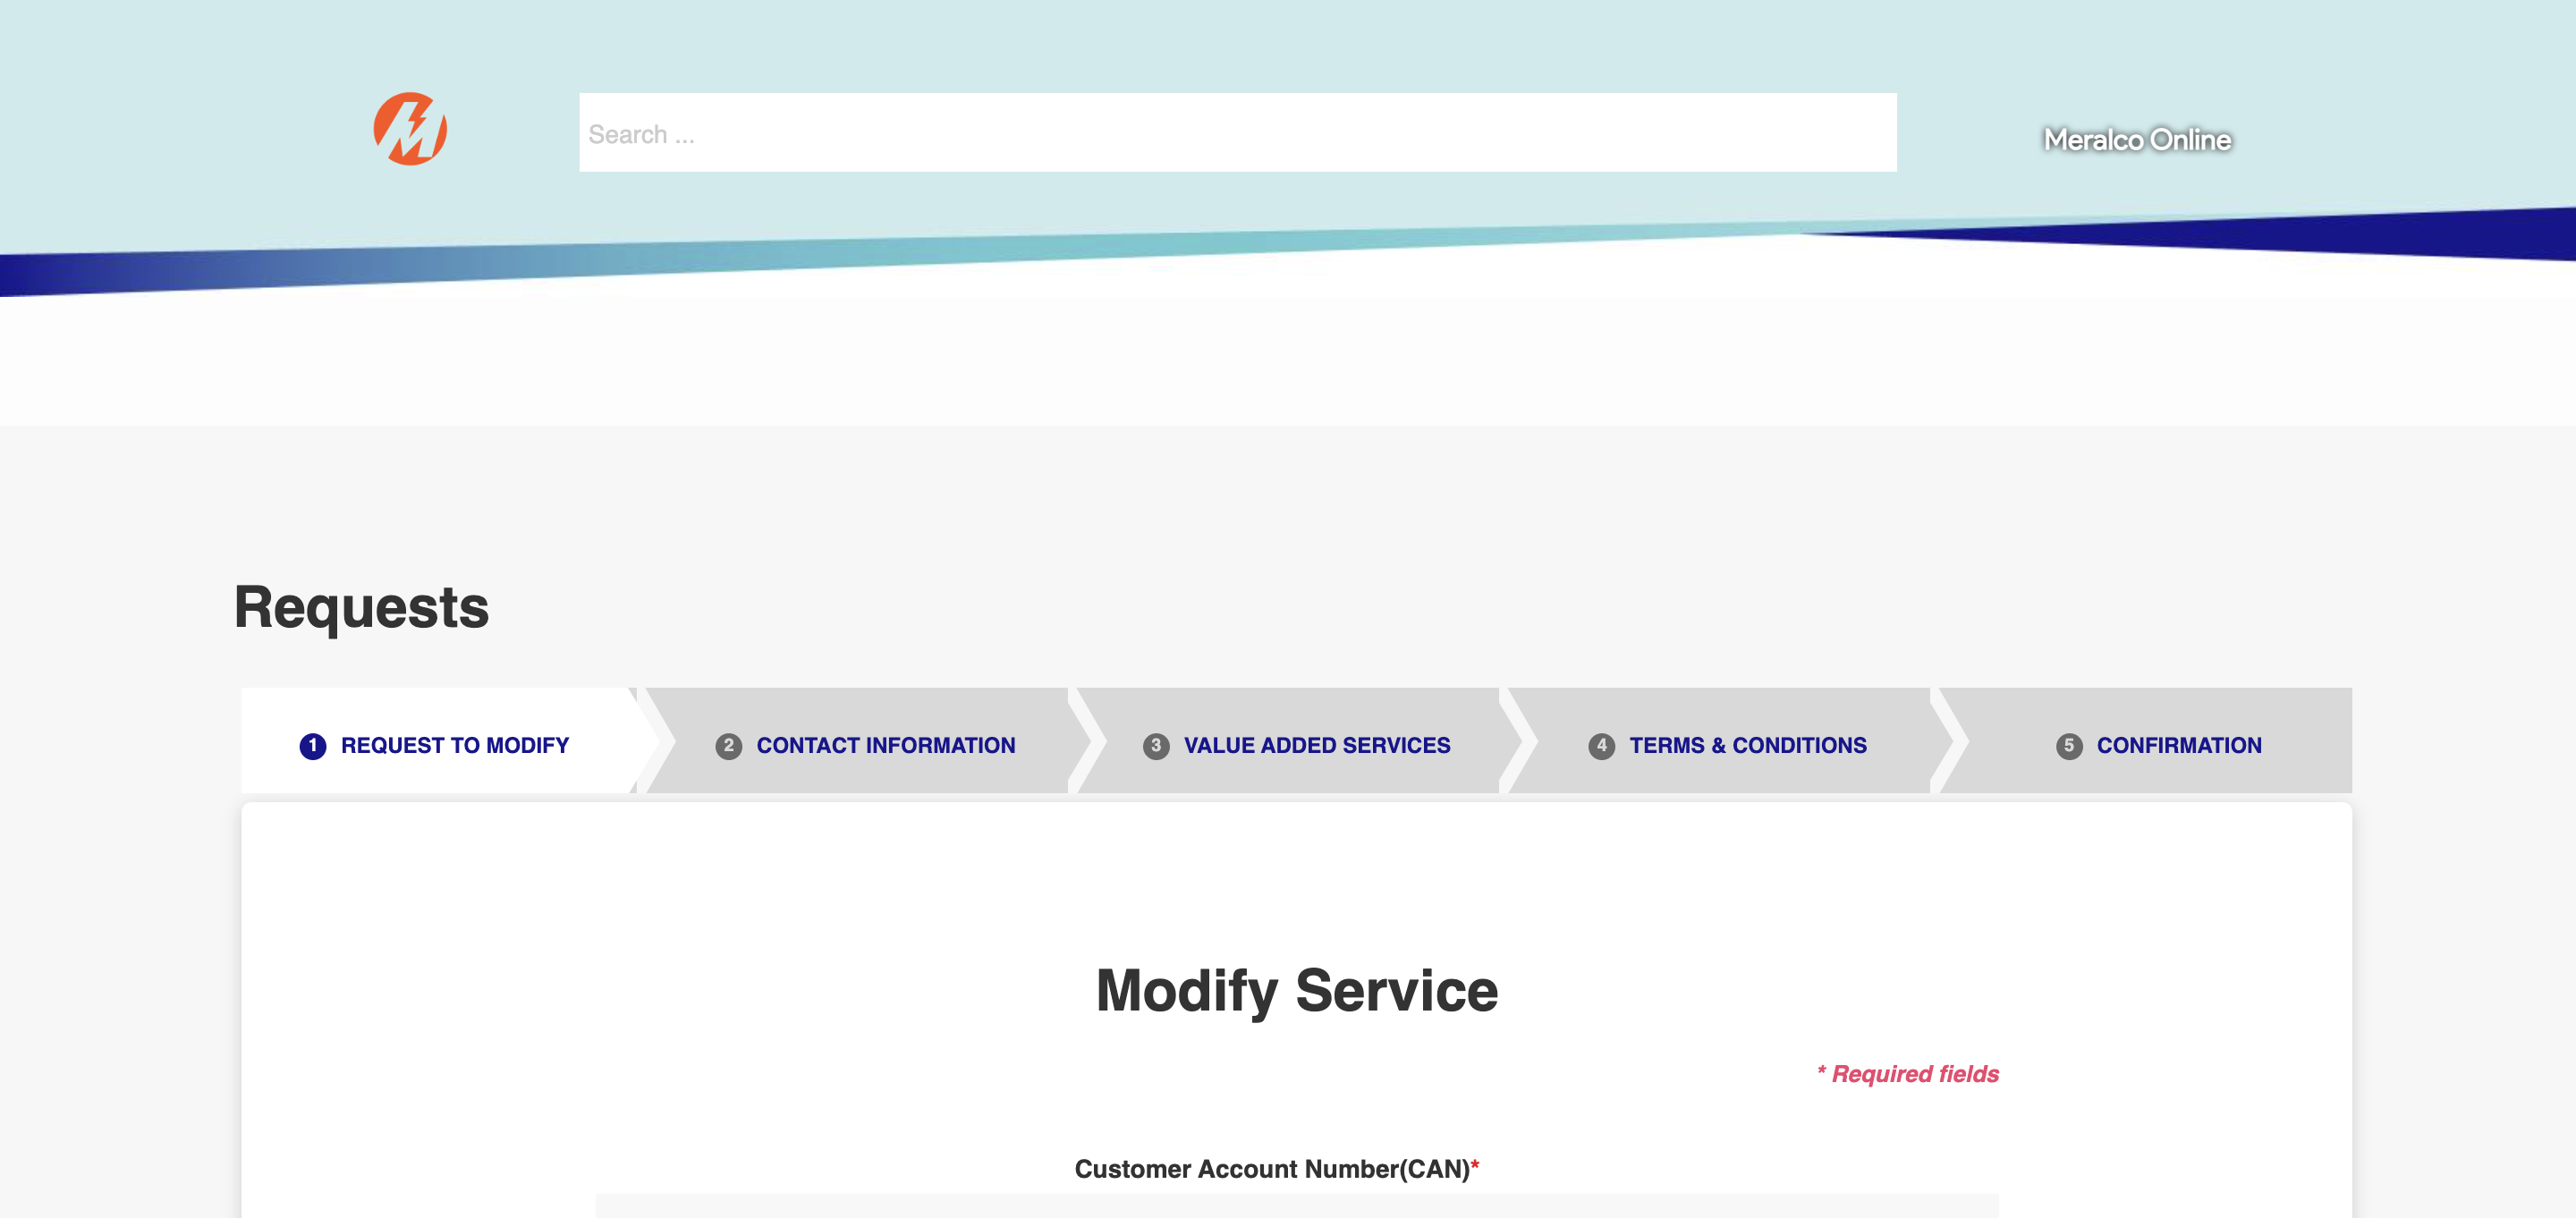 Search ...
Meralco Online
Requests
1 REQUEST TO MODIFY
2 CONTACT INFORMATION
3 VALUE ADDED SERVICES
4 TERMS & CONDITIONS
5 CONFIRMATION
Modify Service
* Required fields
Customer Account Number(CAN)*